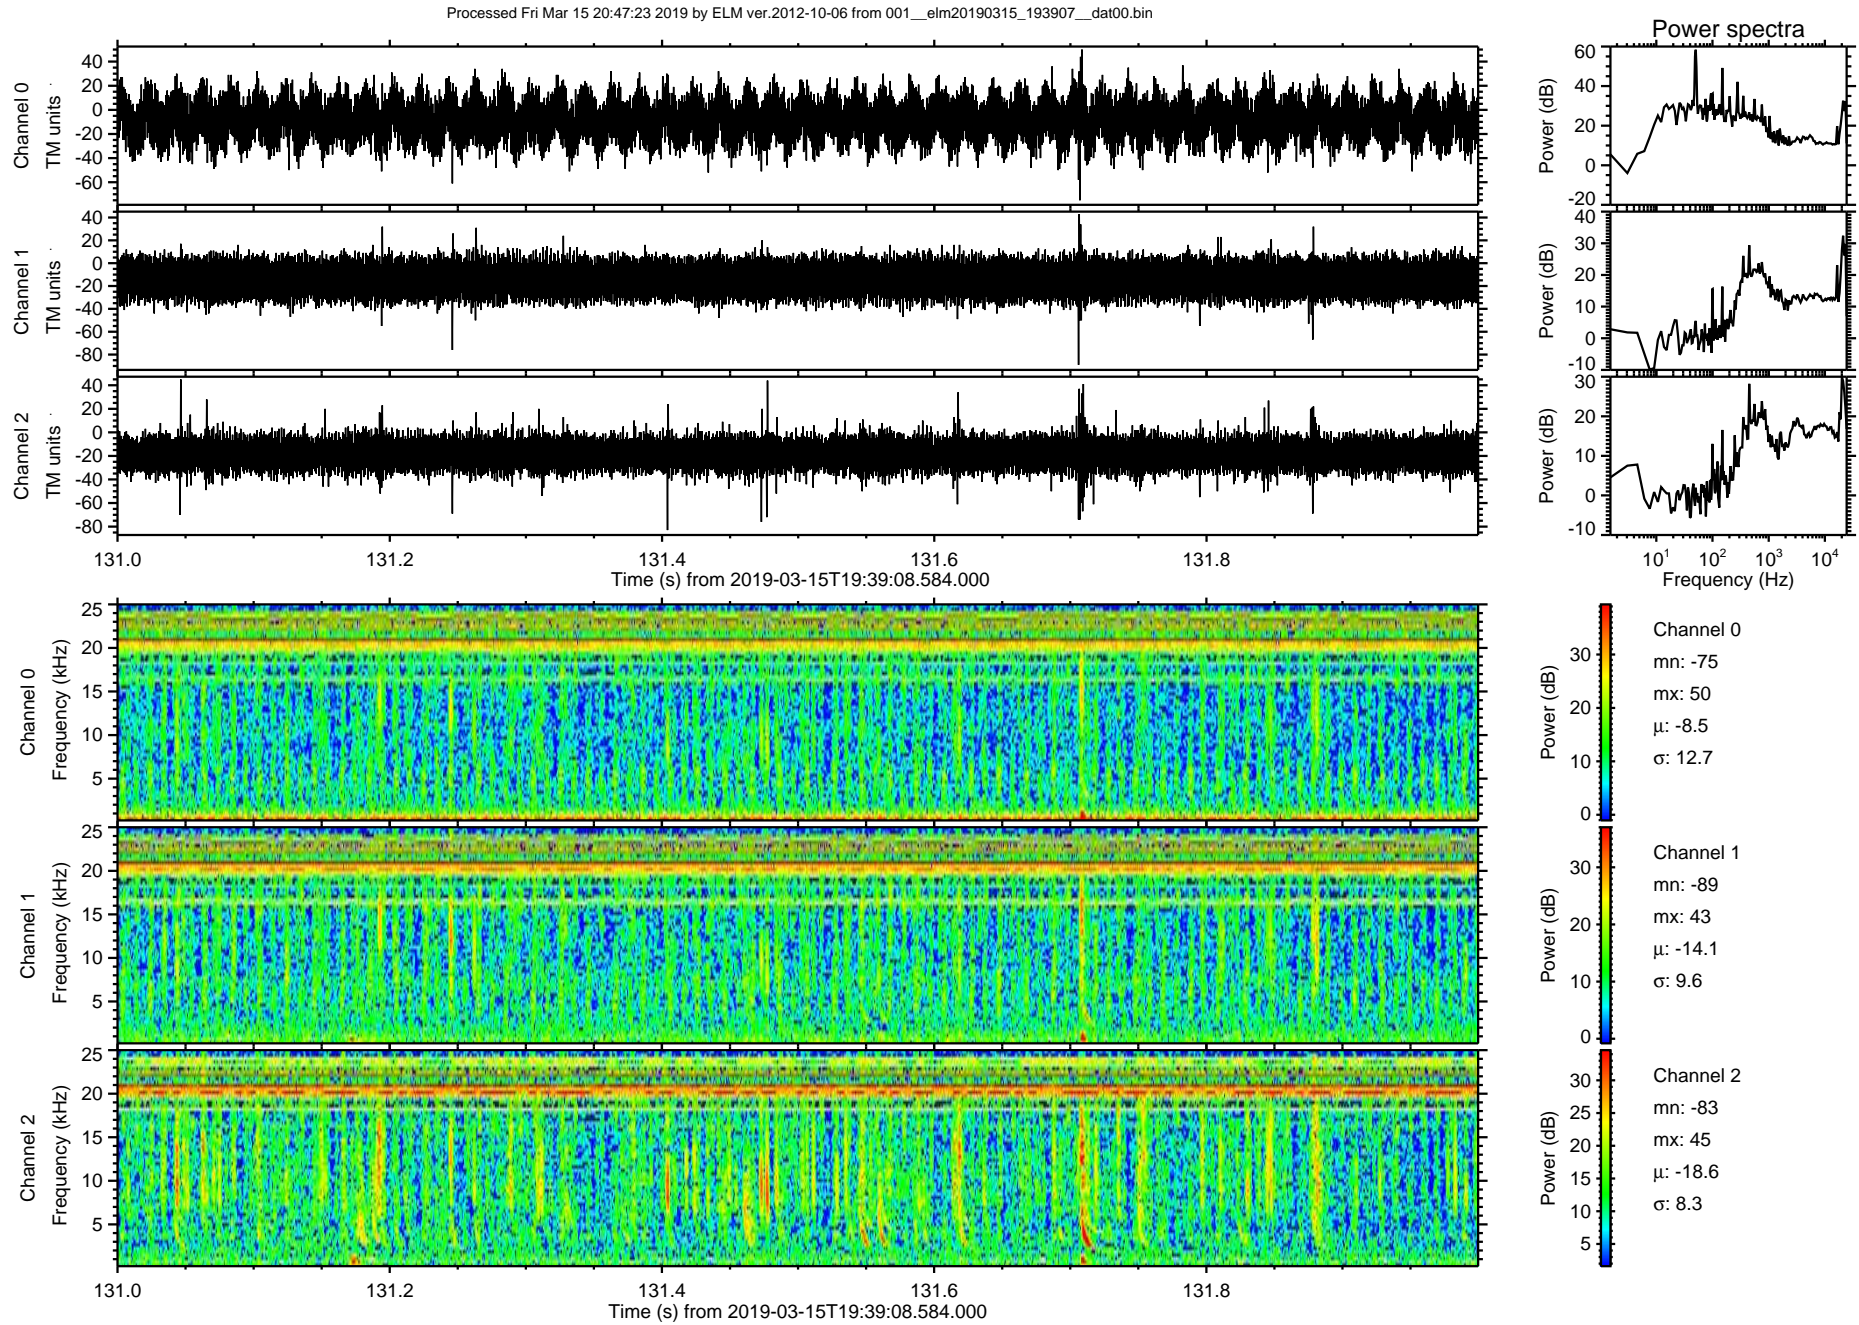 Processed Fri Mar 15 20:47:23 2019 by ELM ver.2012-10-06 from 001__elm20190315_193907__dat00.bin
Power spectra
Channel 0
TM units
40
20
0
-20
-40
-60
Power (dB)
60
40
20
0
-20
Channel 1
TM units
40
20
0
-20
-40
-60
-80
Power (dB)
40
30
20
10
0
-10
Channel 2
TM units
40
20
0
-20
-40
-60
-80
Power (dB)
30
20
10
0
-10
131.0 131.2 131.4 131.6 131.8
Time (s) from 2019-03-15T19:39:08.584.000
10¹ 10² 10³ 10⁴
Frequency (Hz)
Channel 0
Frequency (kHz)
25
20
15
10
5
Power (dB)
30
20
10
0
Channel 0
mn: -75
mx: 50
μ: -8.5
σ: 12.7
Channel 1
Frequency (kHz)
25
20
15
10
5
Power (dB)
30
20
10
0
Channel 1
mn: -89
mx: 43
μ: -14.1
σ: 9.6
Channel 2
Frequency (kHz)
25
20
15
10
5
Power (dB)
30
25
20
15
10
5
Channel 2
mn: -83
mx: 45
μ: -18.6
σ: 8.3
131.0 131.2 131.4 131.6 131.8
Time (s) from 2019-03-15T19:39:08.584.000